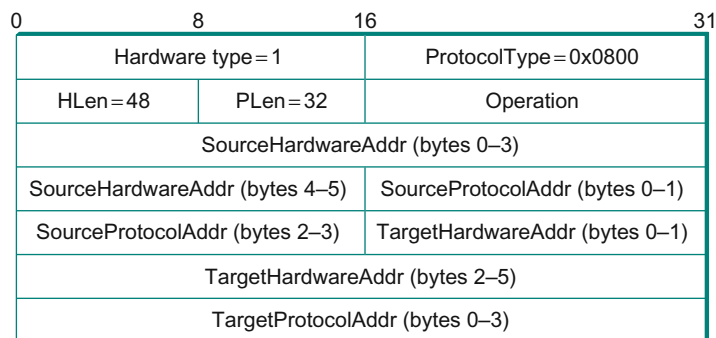 0 8 16 31
Hardware type=1 ProtocolType=0x0800
HLen=48 PLen=32 Operation
SourceHardwareAddr (bytes 0–3)
SourceHardwareAddr (bytes 4–5) SourceProtocolAddr (bytes 0–1)
SourceProtocolAddr (bytes 2–3) TargetHardwareAddr (bytes 0–1)
TargetHardwareAddr (bytes 2–5)
TargetProtocolAddr (bytes 0–3)